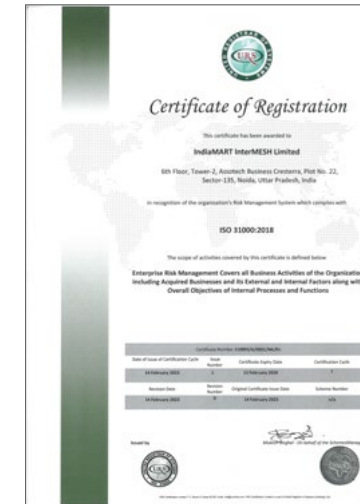 URS
Certificate of Registration
This certificate has been awarded to
IndiaMART InterMESH Limited
6th Floor, Tower-2, Assotech Business Cresterra, Plot No. 22,
Sector-135, Noida, Uttar Pradesh, India
in recognition of the organization's Risk Management System which complies with
ISO 31000:2018
The scope of activities covered by this certificate is defined below
Enterprise Risk Management Covers all Business Activities of the Organization
including Acquired Businesses and its External and Internal Factors along with
Overall Objectives of Internal Processes and Functions
Certificate Number
Date of Issue of Certification Cycle Issue Number Certificate Expiry Date Certification Cycle
14 February 2023
Revision Date Revision Number Original Certificate Issue Date Scheme Number
14 February 2023 0 14 February 2023 n/a
Issued by
URS